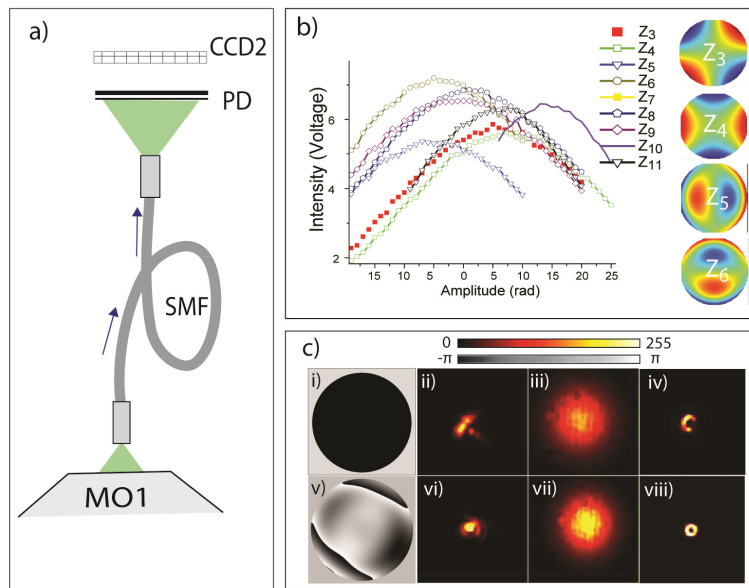 a)
CCD2
PD
SMF
MO1
b)
Intensity (Voltage)
6
4
2
15 10 5 0 5 10 15 20 25
Amplitude (rad)
Z3
Z4
Z5
Z6
Z7
Z8
Z9
Z10
Z11
Z3
Z4
Z5
Z6
c)
0 255
-π π
i) ii) iii) iv)
v) vi) vii) viii)